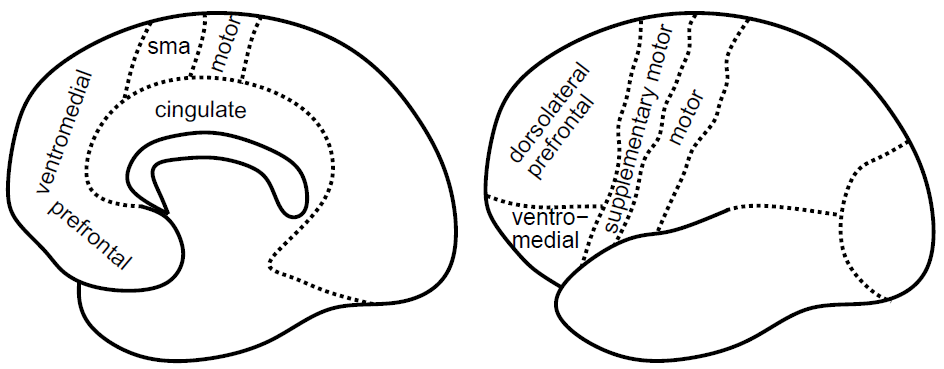 sma
motor
cingulate
ventromedial
prefrontal
dorsolateral
prefrontal
supplementary motor
motor
ventro-
medial